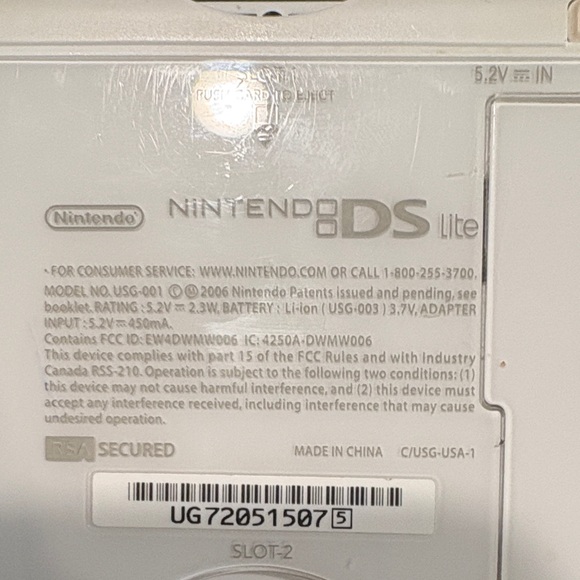 SLOT-1
PUSH CARD TO EJECT
5.2V ⎓ IN
Nintendo®
NINTENDO DS Lite
• FOR CONSUMER SERVICE: WWW.NINTENDO.COM OR CALL 1-800-255-3700.
MODEL NO. USG-001 Ⓒ Ⓜ 2006 Nintendo Patents issued and pending, see
booklet. RATING : 5.2V ⎓ 2.3W, BATTERY : Li-ion ( USG-003 ) 3.7V, ADAPTER
INPUT : 5.2V ⎓ 450mA.
Contains FCC ID: EW4DWMW006 IC: 4250A-DWMW006
This device complies with part 15 of the FCC Rules and with Industry
Canada RSS-210. Operation is subject to the following two conditions: (1)
this device may not cause harmful interference, and (2) this device must
accept any interference received, including interference that may cause
undesired operation.
RSA SECURED MADE IN CHINA C/USG-USA-1
UG72051507 5
SLOT-2